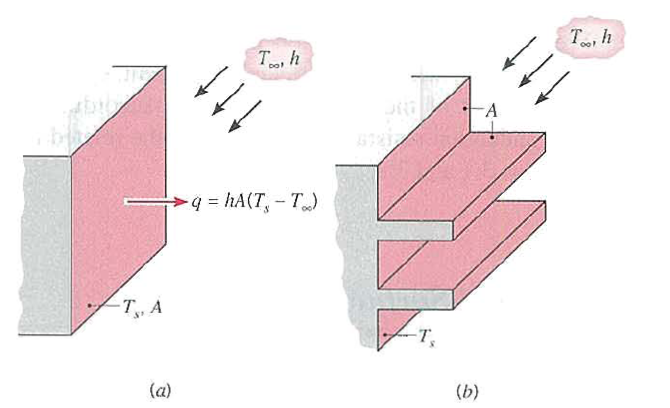 T∞, h
q = hA(Ts – T∞)
Ts, A
(a)
T∞, h
A
Ts
(b)